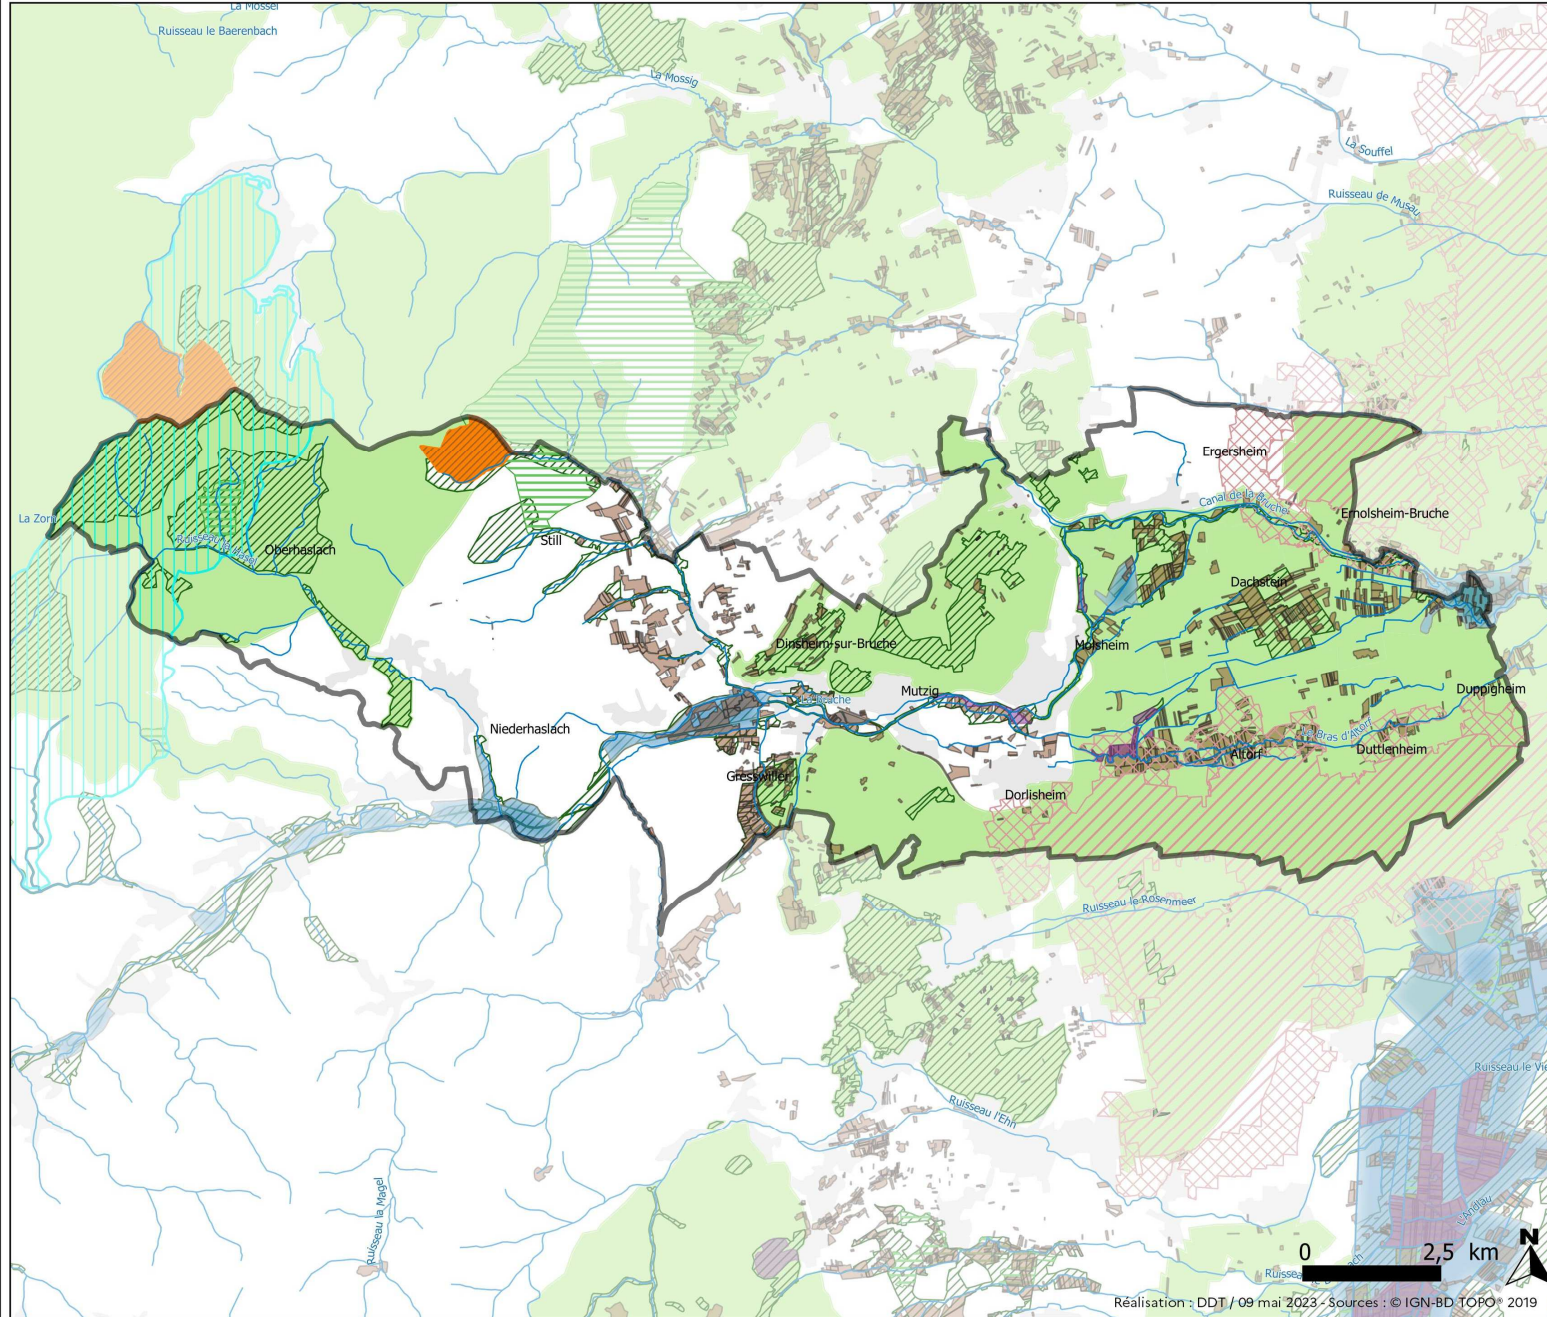 La Mossel
Ruisseau le Baerenbach
La Mossig
La Souffel
Ruisseau de Musau
Ergersheim
Canal de la Bruche
Ernolsheim-Bruche
La Zorn
Ruisseau la Hasel
Oberhaslach
Still
Dachstein
Dinsheim-sur-Bruche
Molsheim
Mutzig
La Bruche
Duppigheim
Niederhaslach
Le Bras d'Altorf
Altorf
Duttlenheim
Gresswiller
Dorlisheim
Ruisseau le Rosenmeer
Ruisseau l'Ehn
Ruisseau le
Ruisseau la Magel
L'Andlau
0 2,5 km
N
Réalisation : DDT / 09 mai 2023 - Sources : © IGN-BD TOPO® 2019